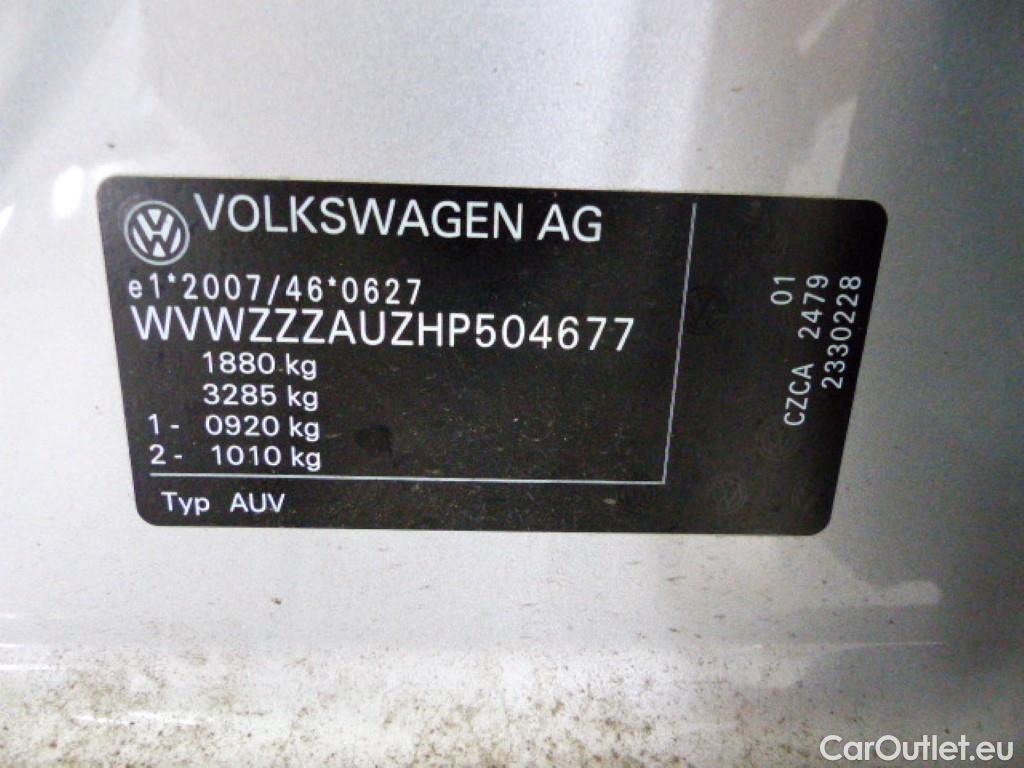 VOLKSWAGEN AG
e1*2007/46*0627
WVWZZZAUZHP504677
1880 kg
3285 kg
1 - 0920 kg
2 - 1010 kg
Typ AUV
01
CZCA 2479
2330228
CarOutlet.eu